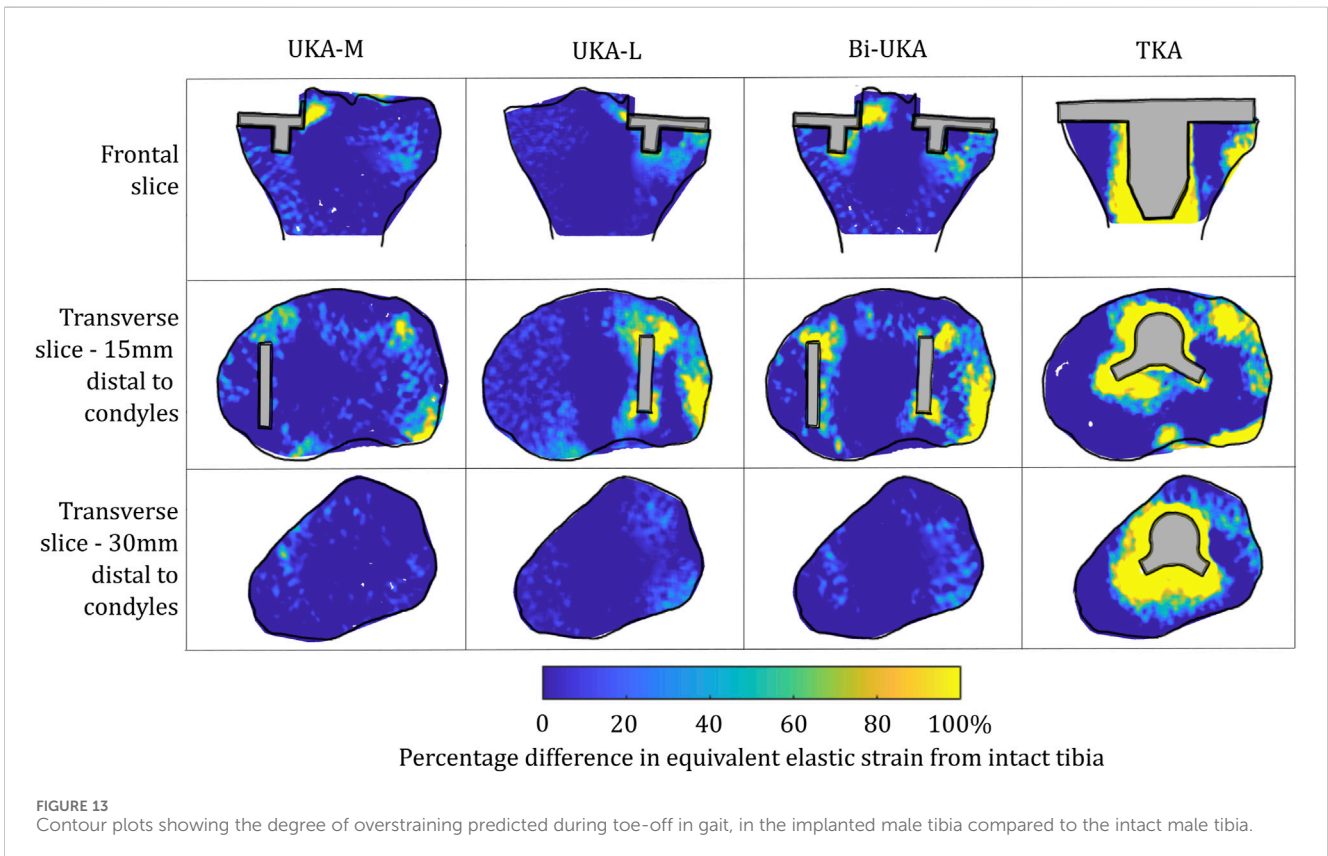 UKA-M
UKA-L
Bi-UKA
TKA
Frontal
slice
Transverse
slice - 15mm
distal to
condyles
Transverse
slice - 30mm
distal to
condyles
0 20 40 60 80 100%
Percentage difference in equivalent elastic strain from intact tibia
FIGURE 13
Contour plots showing the degree of overstraining predicted during toe-off in gait, in the implanted male tibia compared to the intact male tibia.